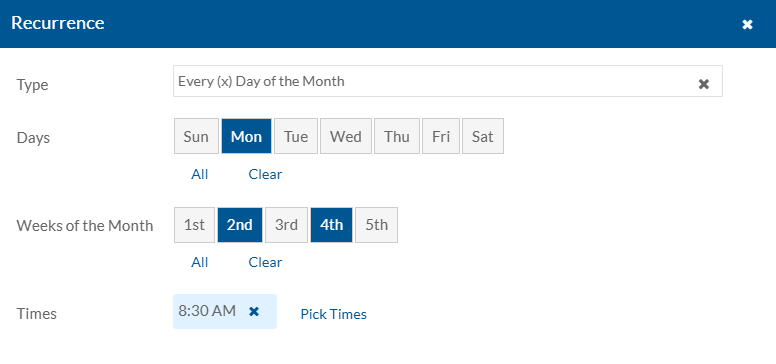 Recurrence
Type Every (x) Day of the Month
Days Sun Mon Tue Wed Thu Fri Sat
All Clear
Weeks of the Month 1st 2nd 3rd 4th 5th
All Clear
Times 8:30 AM Pick Times